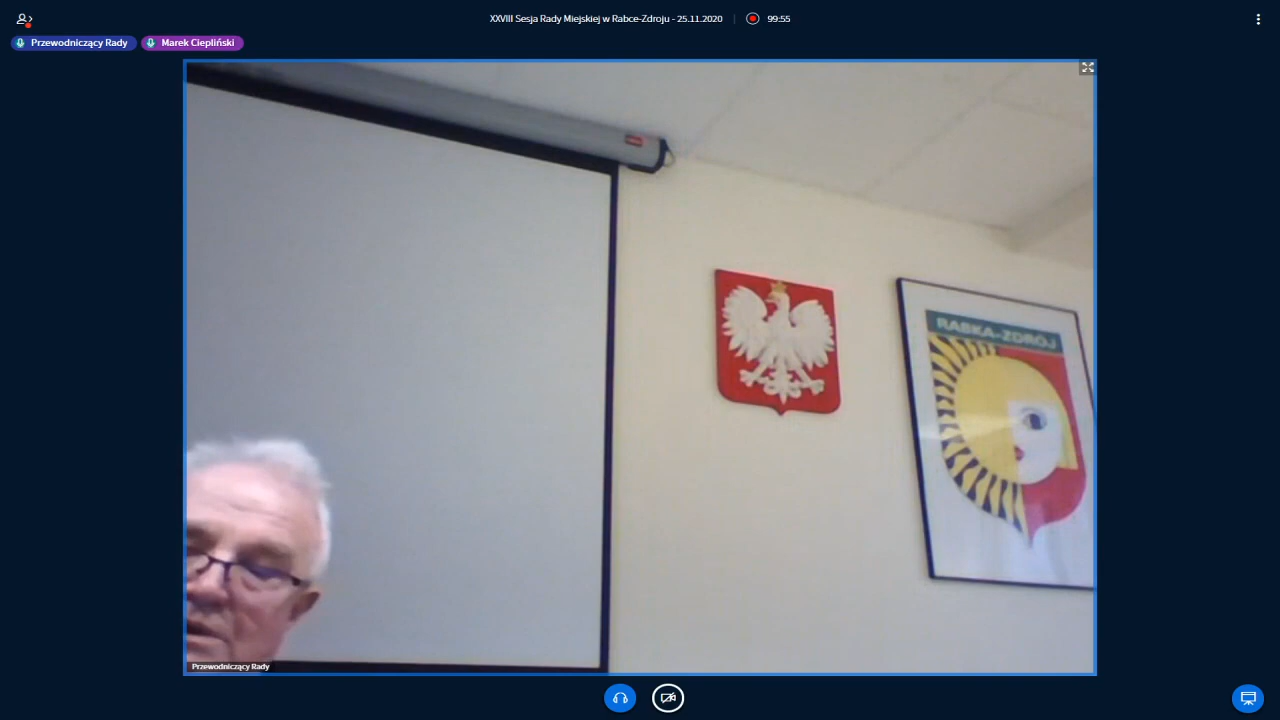 XXVIII Sesja Rady Miejskiej w Rabce-Zdroju - 25.11.2020 | 99:55
Przewodniczący Rady Marek Ciepliński
RABKA-ZDRÓJ
Przewodniczący Rady